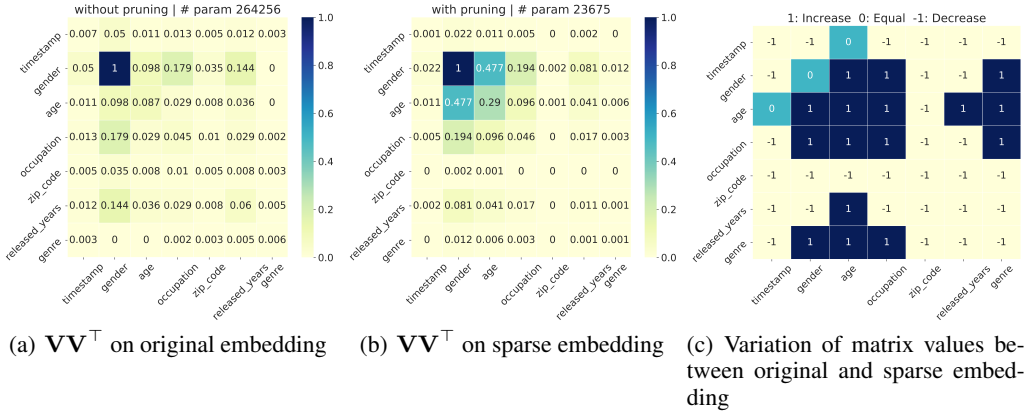 without pruning | # param 264256
timestamp 0.007 0.05 0.011 0.013 0.005 0.012 0.003
gender 0.05 1 0.098 0.179 0.035 0.144 0
age 0.011 0.098 0.087 0.029 0.008 0.036 0
occupation 0.013 0.179 0.029 0.045 0.01 0.029 0.002
zip_code 0.005 0.035 0.008 0.01 0.005 0.008 0.003
released_years 0.012 0.144 0.036 0.029 0.008 0.06 0.005
genre 0.003 0 0 0.002 0.003 0.005 0.006
timestamp gender age occupation zip_code released_years genre
1.0
0.8
0.6
0.4
0.2
0.0
(a) VV⊤ on original embedding
with pruning | # param 23675
timestamp 0.001 0.022 0.011 0.005 0 0.002 0
gender 0.022 1 0.477 0.194 0.002 0.081 0.012
age 0.011 0.477 0.29 0.096 0.001 0.041 0.006
occupation 0.005 0.194 0.096 0.046 0 0.017 0.003
zip_code 0 0.002 0.001 0 0 0 0
released_years 0.002 0.081 0.041 0.017 0 0.011 0.001
genre 0 0.012 0.006 0.003 0 0.001 0.001
timestamp gender age occupation zip_code released_years genre
1.0
0.8
0.6
0.4
0.2
0.0
(b) VV⊤ on sparse embedding
1: Increase 0: Equal -1: Decrease
timestamp -1 -1 0 -1 -1 -1 -1
gender -1 0 1 1 -1 -1 1
age 0 1 1 1 -1 1 1
occupation -1 1 1 1 -1 -1 1
zip_code -1 -1 -1 -1 -1 -1 -1
released_years -1 -1 1 -1 -1 -1 -1
genre -1 1 1 1 -1 -1 -1
timestamp gender age occupation zip_code released_years genre
(c) Variation of matrix values be-
tween original and sparse embed-
ding